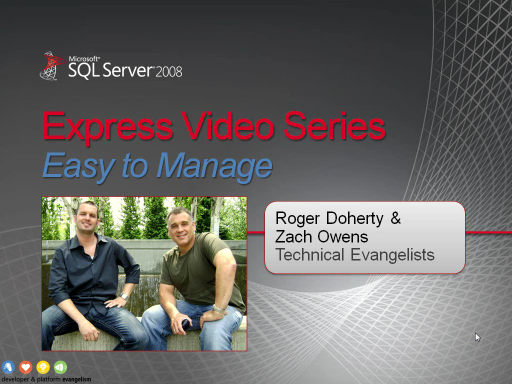 Microsoft
SQL Server 2008
Express Video Series
Easy to Manage
Roger Doherty &
Zach Owens
Technical Evangelists
developer & platform evangelism